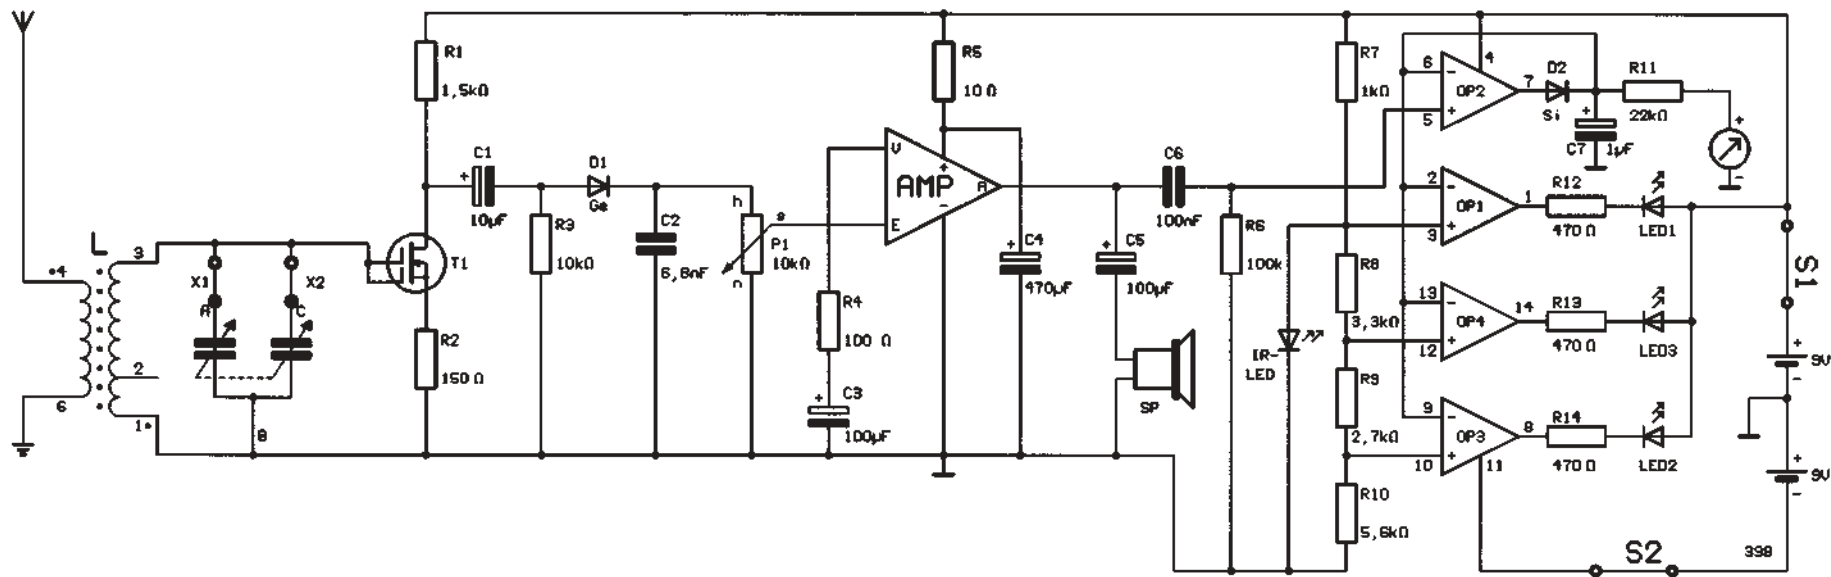 R1
1,5kΩ
R5
10Ω
R7
1kΩ
6
5
4
7
OP2
D2
Si
R11
22kΩ
+
C7
1µF
+
-
C1
+
10µF
D1
Ge
R3
10kΩ
C2
6,8nF
h
P1
10kΩ
n
V
E
AMP
+
-
A
R4
100 Ω
C3
+
100µF
C4
+
470µF
C5
+
100µF
C6
100nF
R6
100k
SP
IR-
LED
2
3
1
OP1
R12
470 Ω
LED1
R8
3,3kΩ
13
12
14
OP4
R13
470 Ω
LED3
R9
2,7kΩ
9
10
8
11
OP3
R14
470 Ω
LED2
R10
5,6kΩ
S1
+
9V
-
+
9V
-
S2
398
L
•4
6
3
2
1•
X1
A
X2
C
B
T1
R2
150Ω